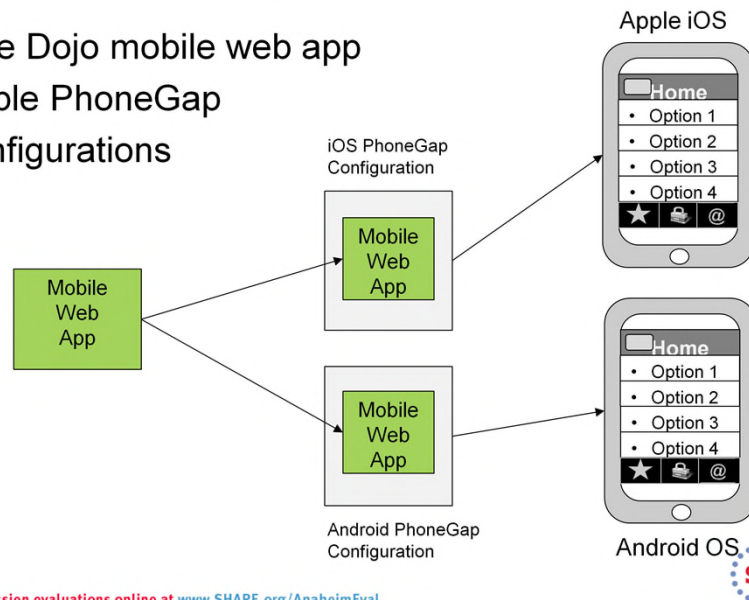 e Dojo mobile web app
ble PhoneGap
nfigurations
Apple iOS
iOS PhoneGap
Configuration
Home
• Option 1
• Option 2
• Option 3
• Option 4
@
Mobile
Web
App
Mobile
Web
App
Home
• Option 1
• Option 2
• Option 3
• Option 4
@
Mobile
Web
App
Android PhoneGap
Configuration
Android OS
ssion evaluations online at www.SHARE.org/AnaheimEval
S